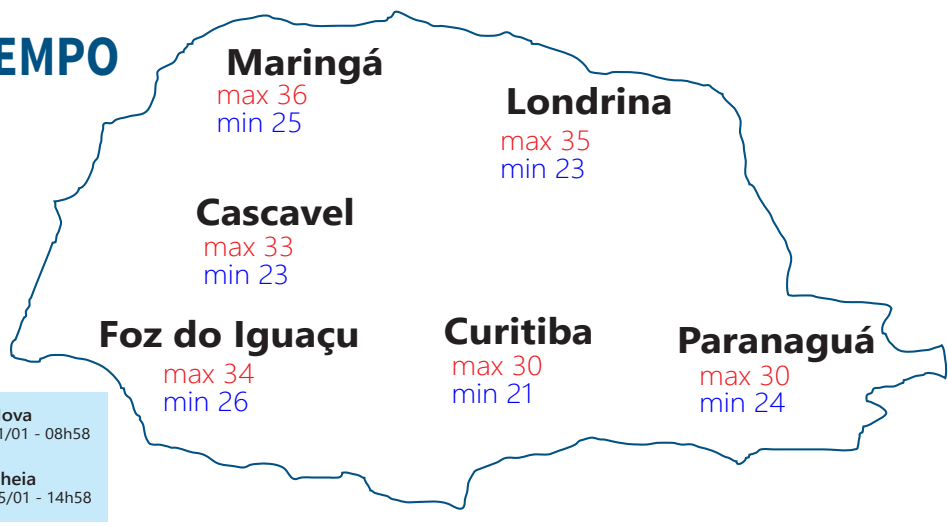 EMPO
Maringá
max 36
min 25
Londrina
max 35
min 23
Cascavel
max 33
min 23
Foz do Iguaçu
max 34
min 26
Curitiba
max 30
min 21
Paranaguá
max 30
min 24
ova
1/01 - 08h58
heia
5/01 - 14h58